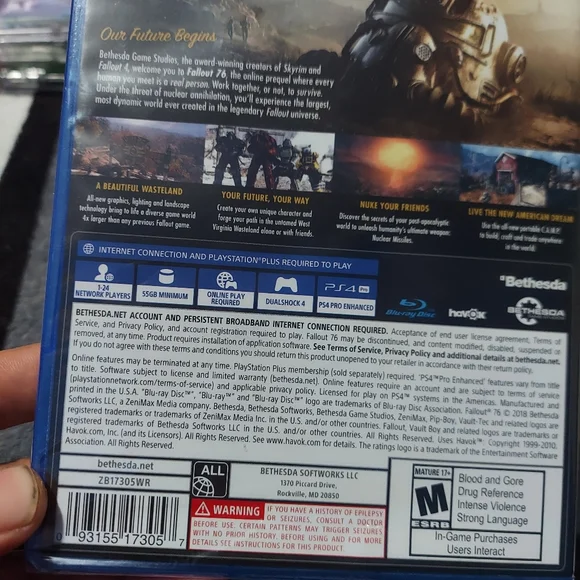 Our Future Begins
Bethesda Game Studios, the award-winning creators of Skyrim and
Fallout 4, welcome you to Fallout 76, the online prequel where every
human you meet is a real person. Work together, or not, to survive.
Under the threat of nuclear annihilation, you'll experience the largest,
most dynamic world ever created in the legendary Fallout universe.
A BEAUTIFUL WASTELAND
All-new graphics, lighting and landscape
technology bring to life a diverse game world
4x larger than any previous Fallout game.
YOUR FUTURE, YOUR WAY
Create your own unique character and
forge your path in the untamed West
Virginia Wasteland alone or with friends.
NUKE YOUR FRIENDS
Discover the secrets of your post-apocalyptic
world to unleash humanity's ultimate weapon:
Nuclear Missiles.
LIVE THE NEW AMERICAN DREAM
Use the all-new portable C.A.M.P.
to build, craft and trade anywhere
in the world!
INTERNET CONNECTION AND PLAYSTATION®PLUS REQUIRED TO PLAY
1-24
NETWORK PLAYERS
55GB MINIMUM
ONLINE PLAY
REQUIRED
DUALSHOCK 4
PS4 Pro
PS4 PRO ENHANCED
Blu-ray Disc
havok
Bethesda
BETHESDA
BETHESDA.NET ACCOUNT AND PERSISTENT BROADBAND INTERNET CONNECTION REQUIRED. Acceptance of end user license agreement, Terms of
Service, and Privacy Policy, and account registration required to play. Fallout 76 may be discontinued, and content modified, disabled, suspended or
removed, at any time. Product requires installation of application software. See Terms of Service, Privacy Policy and additional details at Bethesda.net.
If you do not agree with these terms and conditions you should return this product unopened to your retailer in accordance with their return policy.
Online features may be terminated at any time. PlayStation Plus membership (sold separately) required. "PS4™Pro Enhanced" features vary from title
to title. Software subject to license and limited warranty (bethesda.net). Online features require an account and are subject to terms of service
(playstationnetwork.com/terms-of-service) and applicable privacy policy. Licensed for play on PS4™ systems in the Americas. Manufactured and
printed in the U.S.A. "Blu-ray Disc™", "Blu-ray™" and "Blu-ray Disc" logo are trademarks of Blu-ray Disc Association. Fallout® 76 © 2018 Bethesda
Softworks LLC, a ZeniMax Media company. Bethesda, Bethesda Softworks, Bethesda Game Studios, ZeniMax, Pip-Boy, Vault-Tec and related logos are
registered trademarks or trademarks of ZeniMax Media Inc. in the U.S. and/or other countries. Fallout, Vault Boy and related logos are trademarks or
registered trademarks of Bethesda Softworks LLC in the U.S. and/or other countries. All Rights Reserved. Uses Havok™: Copyright 1999-2010,
Havok.com, Inc. (and its Licensors). All Rights Reserved. See www.havok.com for details. The ratings logo is a trademark of the Entertainment Software
Association. All Rights Reserved.
bethesda.net
ZB17305WR
0 93155 17305 7
ALL
BETHESDA SOFTWORKS LLC
1370 Piccard Drive,
Rockville, MD 20850
WARNING IF YOU HAVE A HISTORY OF EPILEPSY
OR SEIZURES, CONSULT A DOCTOR
BEFORE USE. CERTAIN PATTERNS MAY TRIGGER SEIZURES
WITH NO PRIOR HISTORY. BEFORE USING AND FOR MORE
DETAILS SEE INSTRUCTIONS FOR THIS PRODUCT.
MATURE 17+
M
ESRB
Blood and Gore
Drug Reference
Intense Violence
Strong Language
In-Game Purchases
Users Interact